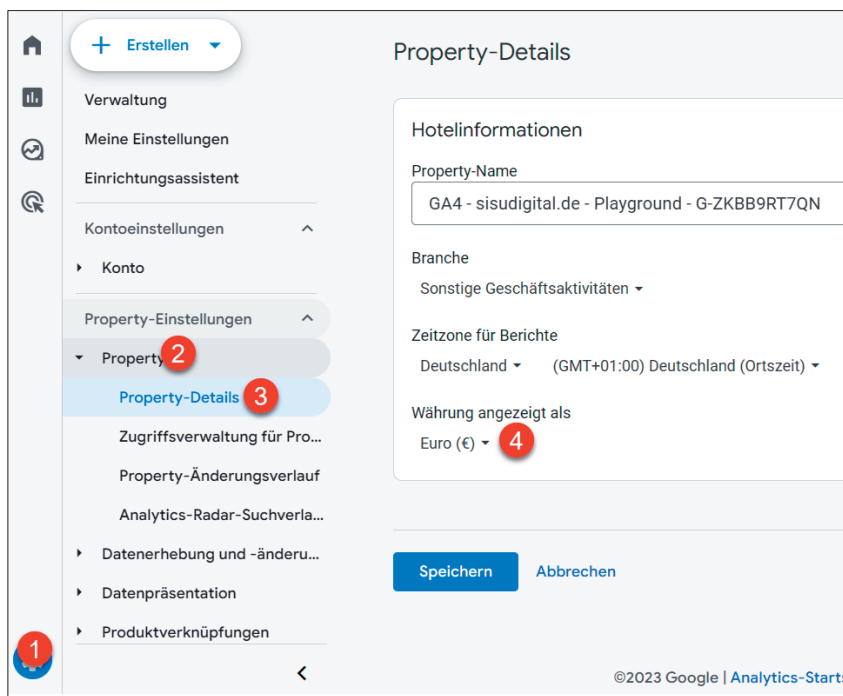 Erstellen
Verwaltung
Meine Einstellungen
Einrichtungsassistent
Kontoeinstellungen
Konto
Property-Einstellungen
Property 2
Property-Details 3
Zugriffsverwaltung für Pro...
Property-Änderungsverlauf
Analytics-Radar-Suchverla...
Datenerhebung und -änderu...
Datenpräsentation
Produktverknüpfungen
1
Property-Details
Hotelinformationen
Property-Name
GA4 - sisudigital.de - Playground - G-ZKBB9RT7QN
Branche
Sonstige Geschäftsaktivitäten
Zeitzone für Berichte
Deutschland (GMT+01:00) Deutschland (Ortszeit)
Währung angezeigt als
Euro (€) 4
Speichern Abbrechen
©2023 Google | Analytics-Starts